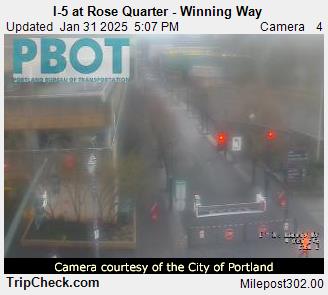 I-5 at Rose Quarter - Winning Way
Updated Jan 31 2025 5:07 PM Camera 4
PBOT
PORTLAND BUREAU OF TRANSPORTATION
Camera courtesy of the City of Portland
TripCheck.com Milepost302.00